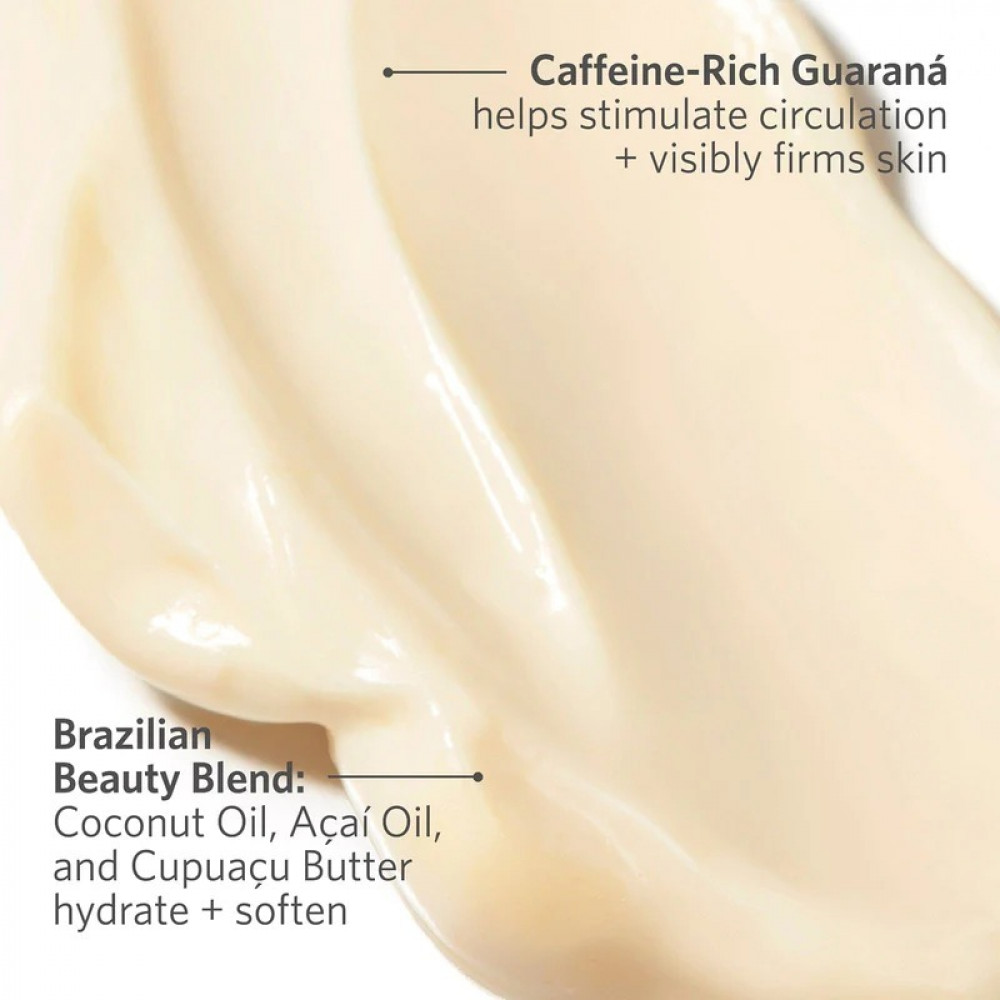 Caffeine-Rich Guaraná
helps stimulate circulation
+ visibly firms skin
Brazilian
Beauty Blend:
Coconut Oil, Açaí Oil,
and Cupuaçu Butter
hydrate + soften